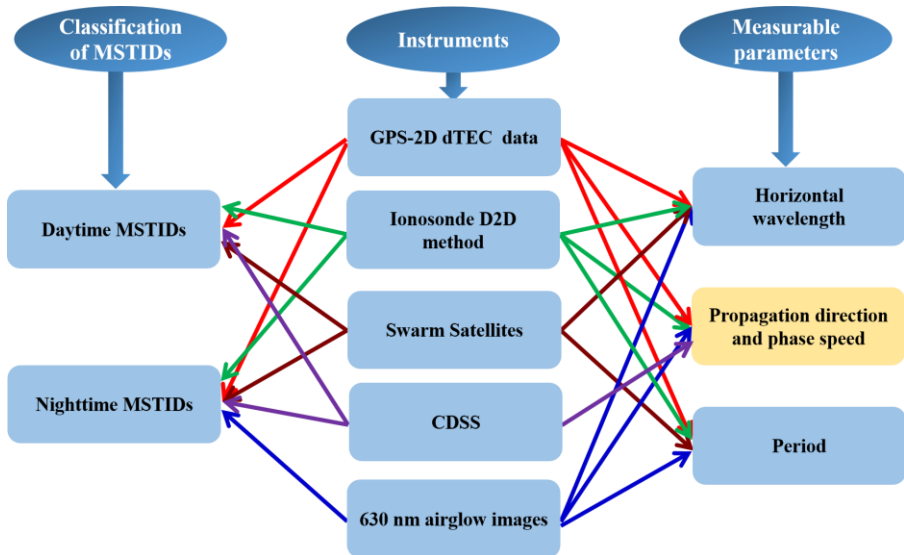 Classification
of MSTIDs
Instruments
Measurable
parameters
GPS-2D dTEC data
Daytime MSTIDs
Ionosonde D2D
method
Horizontal
wavelength
Swarm Satellites
Propagation direction
and phase speed
Nighttime MSTIDs
CDSS
Period
630 nm airglow images